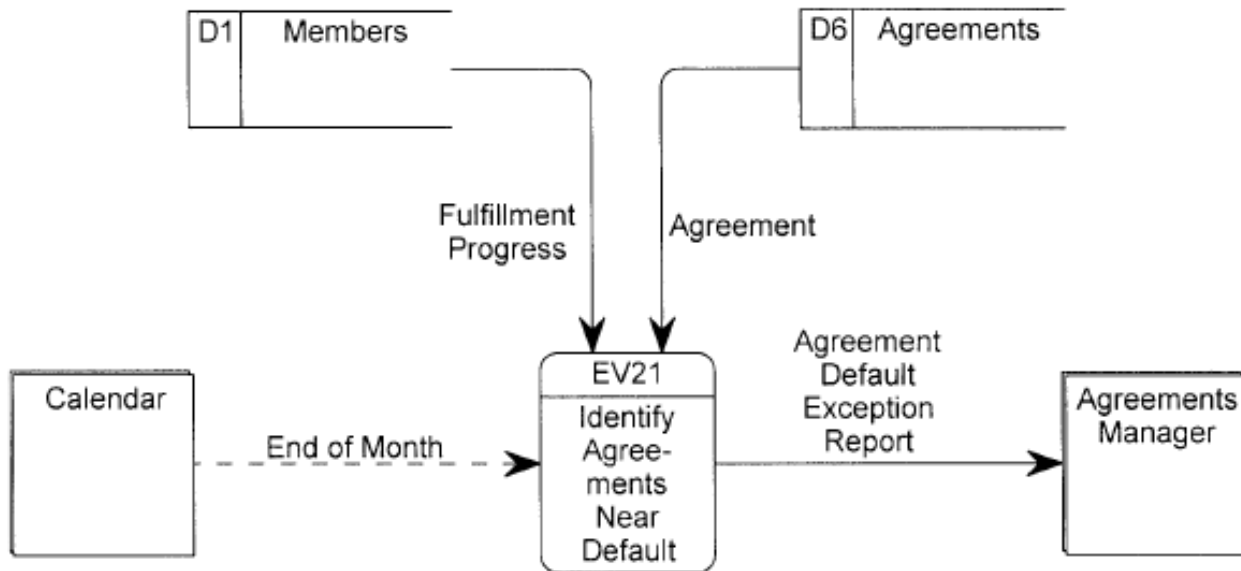 D1 Members
D6 Agreements
Fulfillment
Progress
Agreement
Calendar
End of Month
EV21
Identify
Agree-
ments
Near
Default
Agreement
Default
Exception
Report
Agreements
Manager